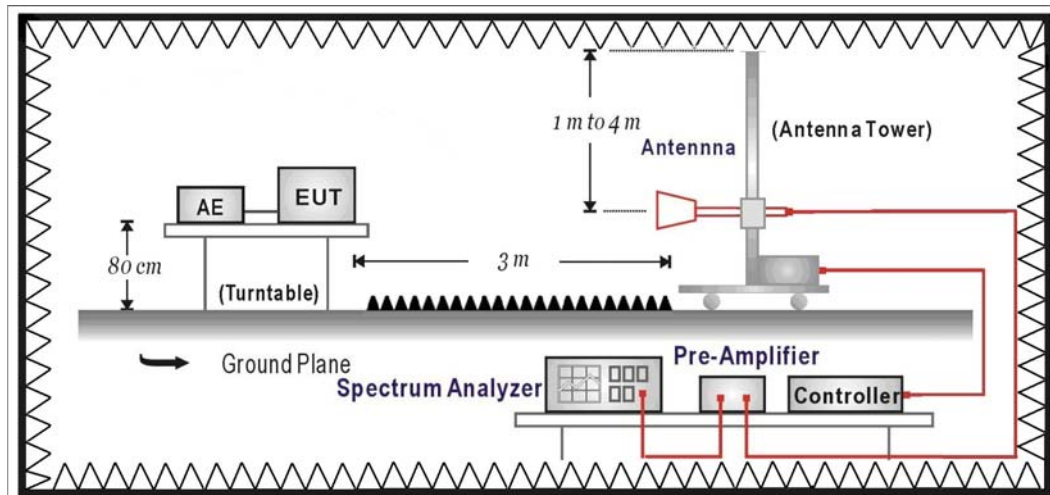 1 m to 4 m
(Antenna Tower)
Antennna
AE
EUT
80 cm
3 m
(Turntable)
Ground Plane
Pre-Amplifier
Spectrum Analyzer
Controller